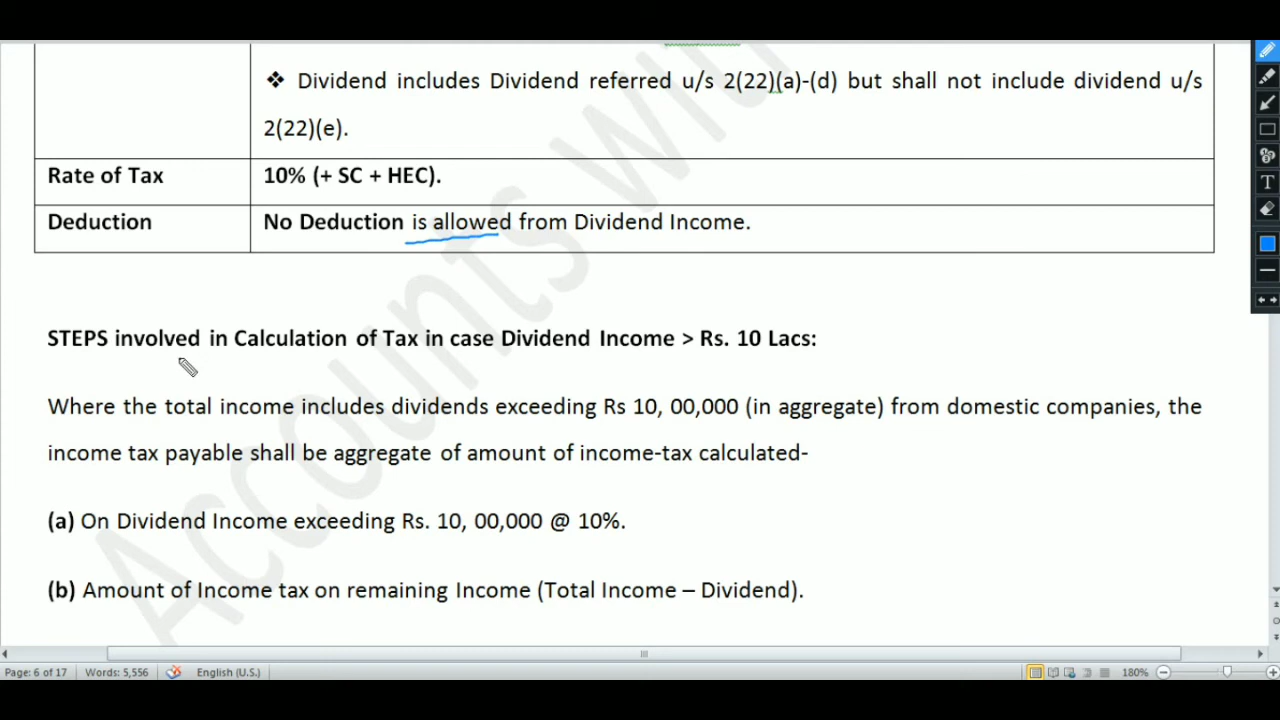 ❖ Dividend includes Dividend referred u/s 2(22)(a)-(d) but shall not include dividend u/s
2(22)(e).
Rate of Tax 10% (+ SC + HEC).
Deduction No Deduction is allowed from Dividend Income.
STEPS involved in Calculation of Tax in case Dividend Income > Rs. 10 Lacs:
Where the total income includes dividends exceeding Rs 10, 00,000 (in aggregate) from domestic companies, the
income tax payable shall be aggregate of amount of income-tax calculated-
(a) On Dividend Income exceeding Rs. 10, 00,000 @ 10%.
(b) Amount of Income tax on remaining Income (Total Income – Dividend).
Accounts with
Page: 6 of 17 Words: 5,556 English (U.S.) 180%